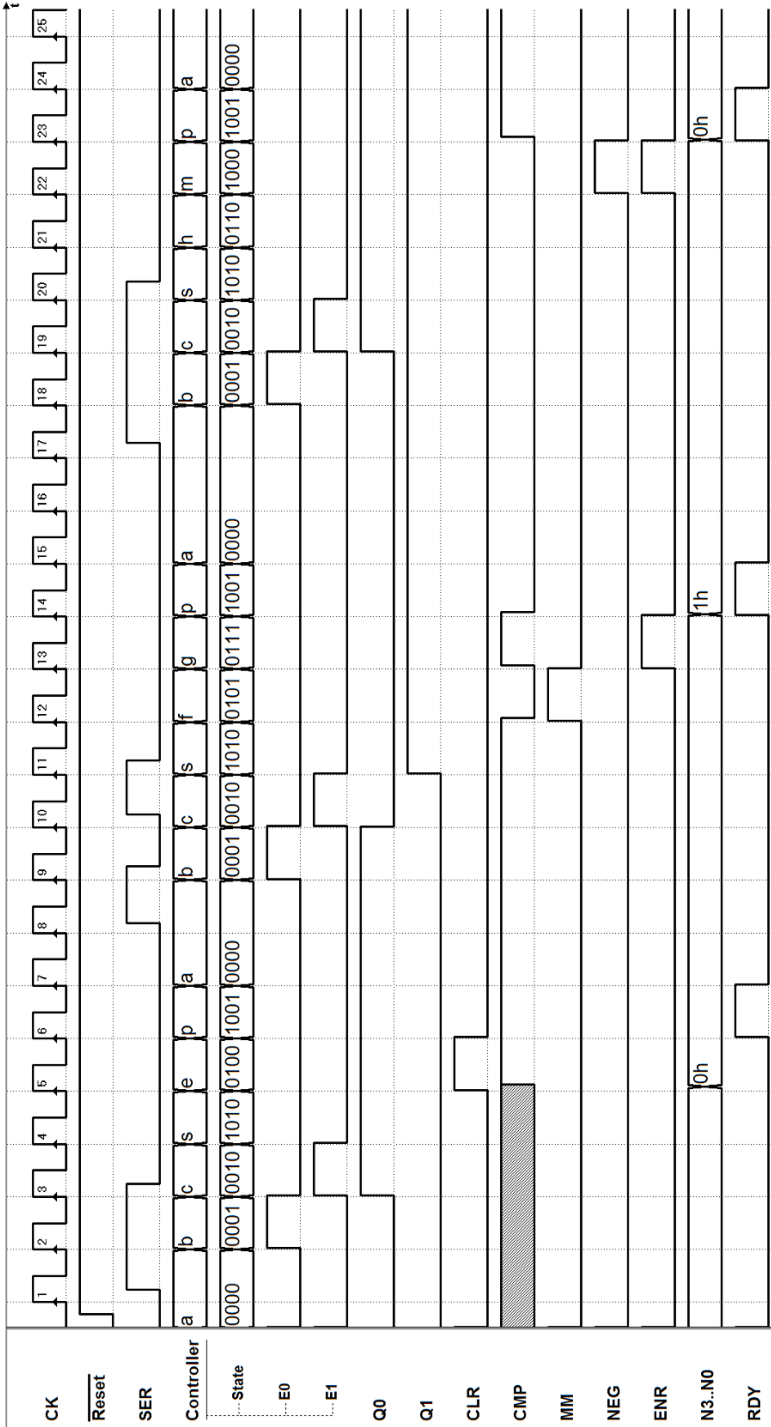 t
CK 1 2 3 4 5 6 7 8 9 10 11 12 13 14 15 16 17 18 19 20 21 22 23 24 25
Reset
SER
Controller a b c s e p a b c s f g p a b c s h m p a
State 0000 0001 0010 1010 0100 1001 0000 0001 0010 1010 0101 0111 1001 0000 0001 0010 1010 0110 1000 1001 0000
E0
E1
Q0
Q1
CLR
CMP
MM
NEG
ENR
N3..N0 0h 1h 0h
RDY